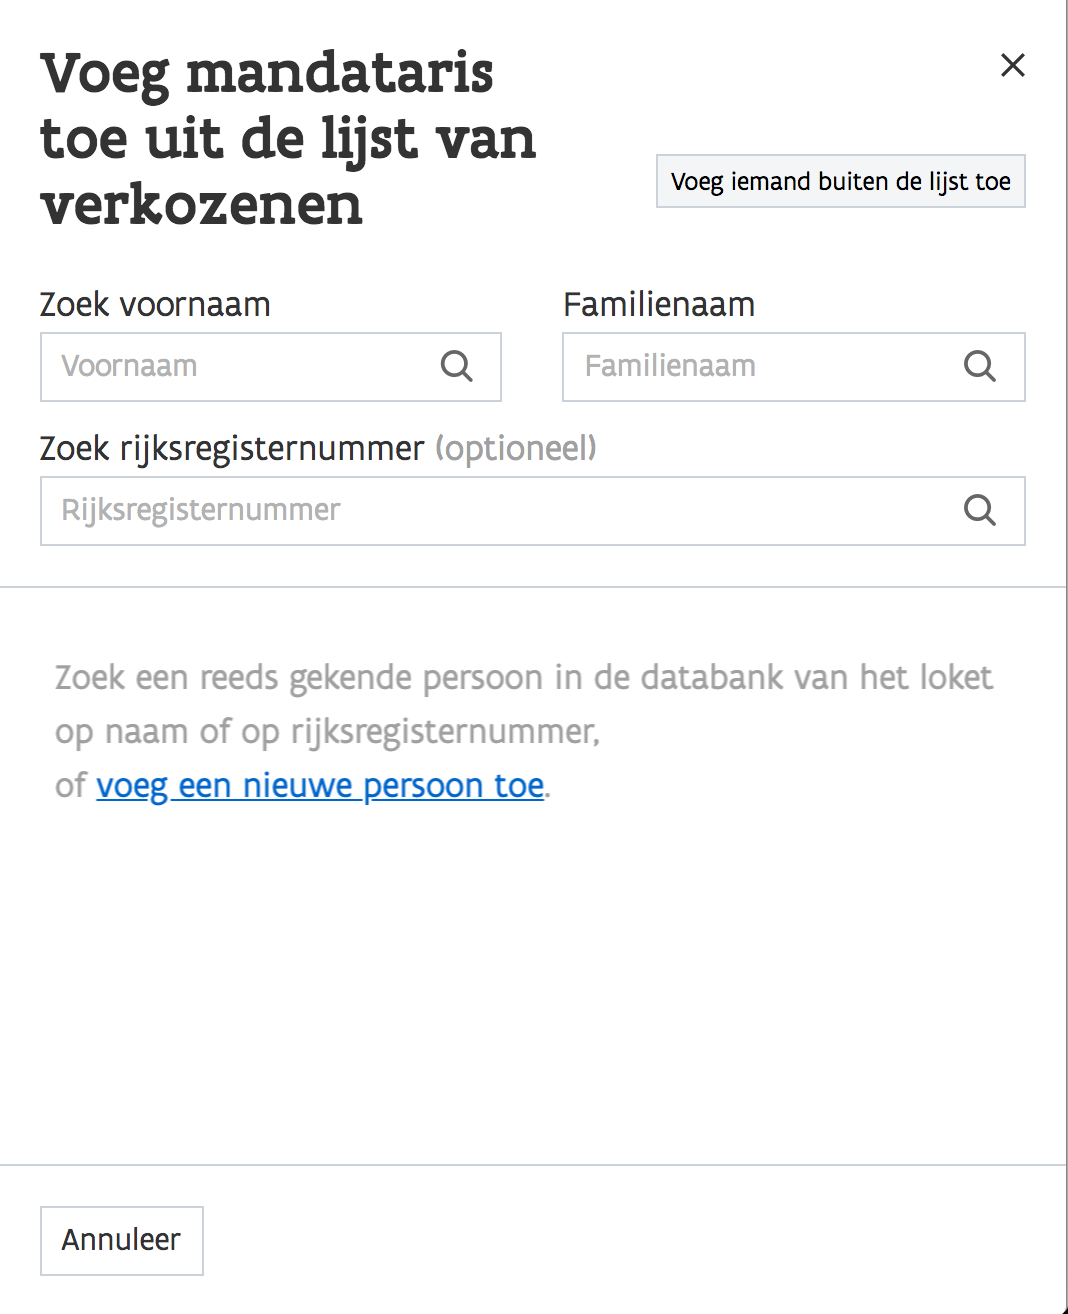 Voeg mandataris
toe uit de lijst van
verkozenen
Voeg iemand buiten de lijst toe
Zoek voornaam
Familienaam
Voornaam
Familienaam
Zoek rijksregisternummer (optioneel)
Rijksregisternummer
Zoek een reeds gekende persoon in de databank van het loket
op naam of op rijksregisternummer,
of voeg een nieuwe persoon toe.
Annuleer